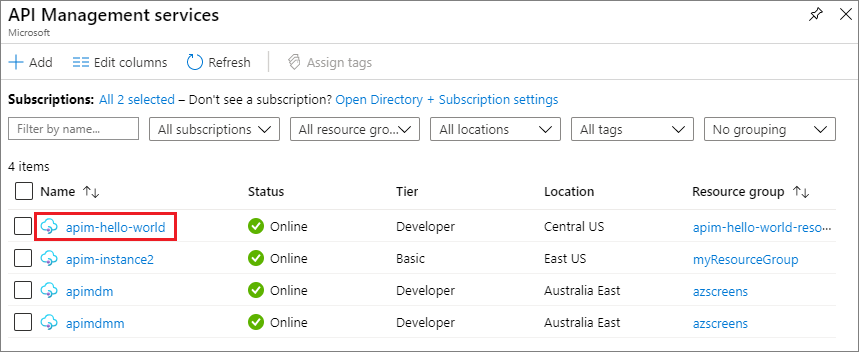 API Management services
Microsoft
Add Edit columns Refresh Assign tags
Subscriptions: All 2 selected – Don't see a subscription? Open Directory + Subscription settings
Filter by name... All subscriptions All resource gro... All locations All tags No grouping
4 items
Name Status Tier Location Resource group
apim-hello-world Online Developer Central US apim-hello-world-reso...
apim-instance2 Online Basic East US myResourceGroup
apimdm Online Developer Australia East azscreens
apimdmm Online Developer Australia East azscreens